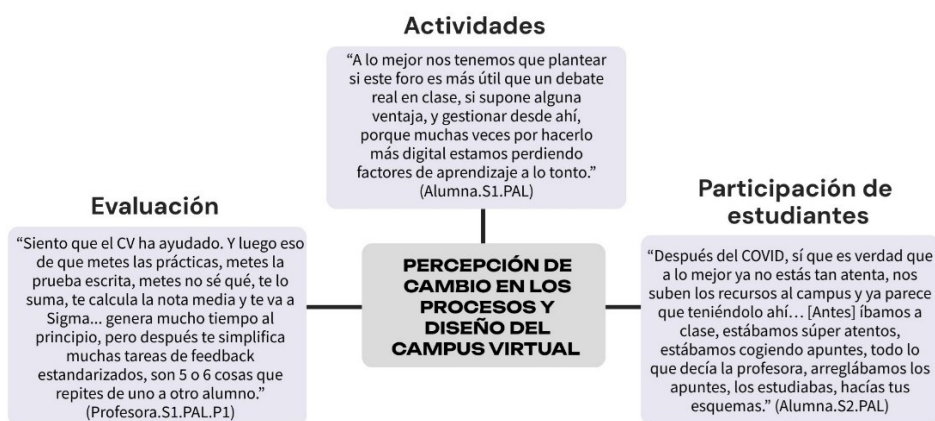 Actividades
“A lo mejor nos tenemos que plantear
si este foro es más útil que un debate
real en clase, si supone alguna
ventaja, y gestionar desde ahí,
porque muchas veces por hacerlo
más digital estamos perdiendo
factores de aprendizaje a lo tonto.”
(Alumna.S1.PAL)
Evaluación
“Siento que el CV ha ayudado. Y luego eso
de que metes las prácticas, metes la
prueba escrita, metes no sé qué, te lo
suma, te calcula la nota media y te va a
Sigma... genera mucho tiempo al
principio, pero después te simplifica
muchas tareas de feedback
estandarizados, son 5 o 6 cosas que
repites de uno a otro alumno.”
(Profesora.S1.PAL.P1)
PERCEPCIÓN DE
CAMBIO EN LOS
PROCESOS Y
DISEÑO DEL
CAMPUS VIRTUAL
Participación de
estudiantes
“Después del COVID, sí que es verdad que
a lo mejor ya no estás tan atenta, nos
suben los recursos al campus y ya parece
que teniéndolo ahí… [Antes] íbamos a
clase, estábamos súper atentos,
estábamos cogiendo apuntes, todo lo
que decía la profesora, arreglábamos los
apuntes, los estudiabas, hacías tus
esquemas.” (Alumna.S2.PAL)